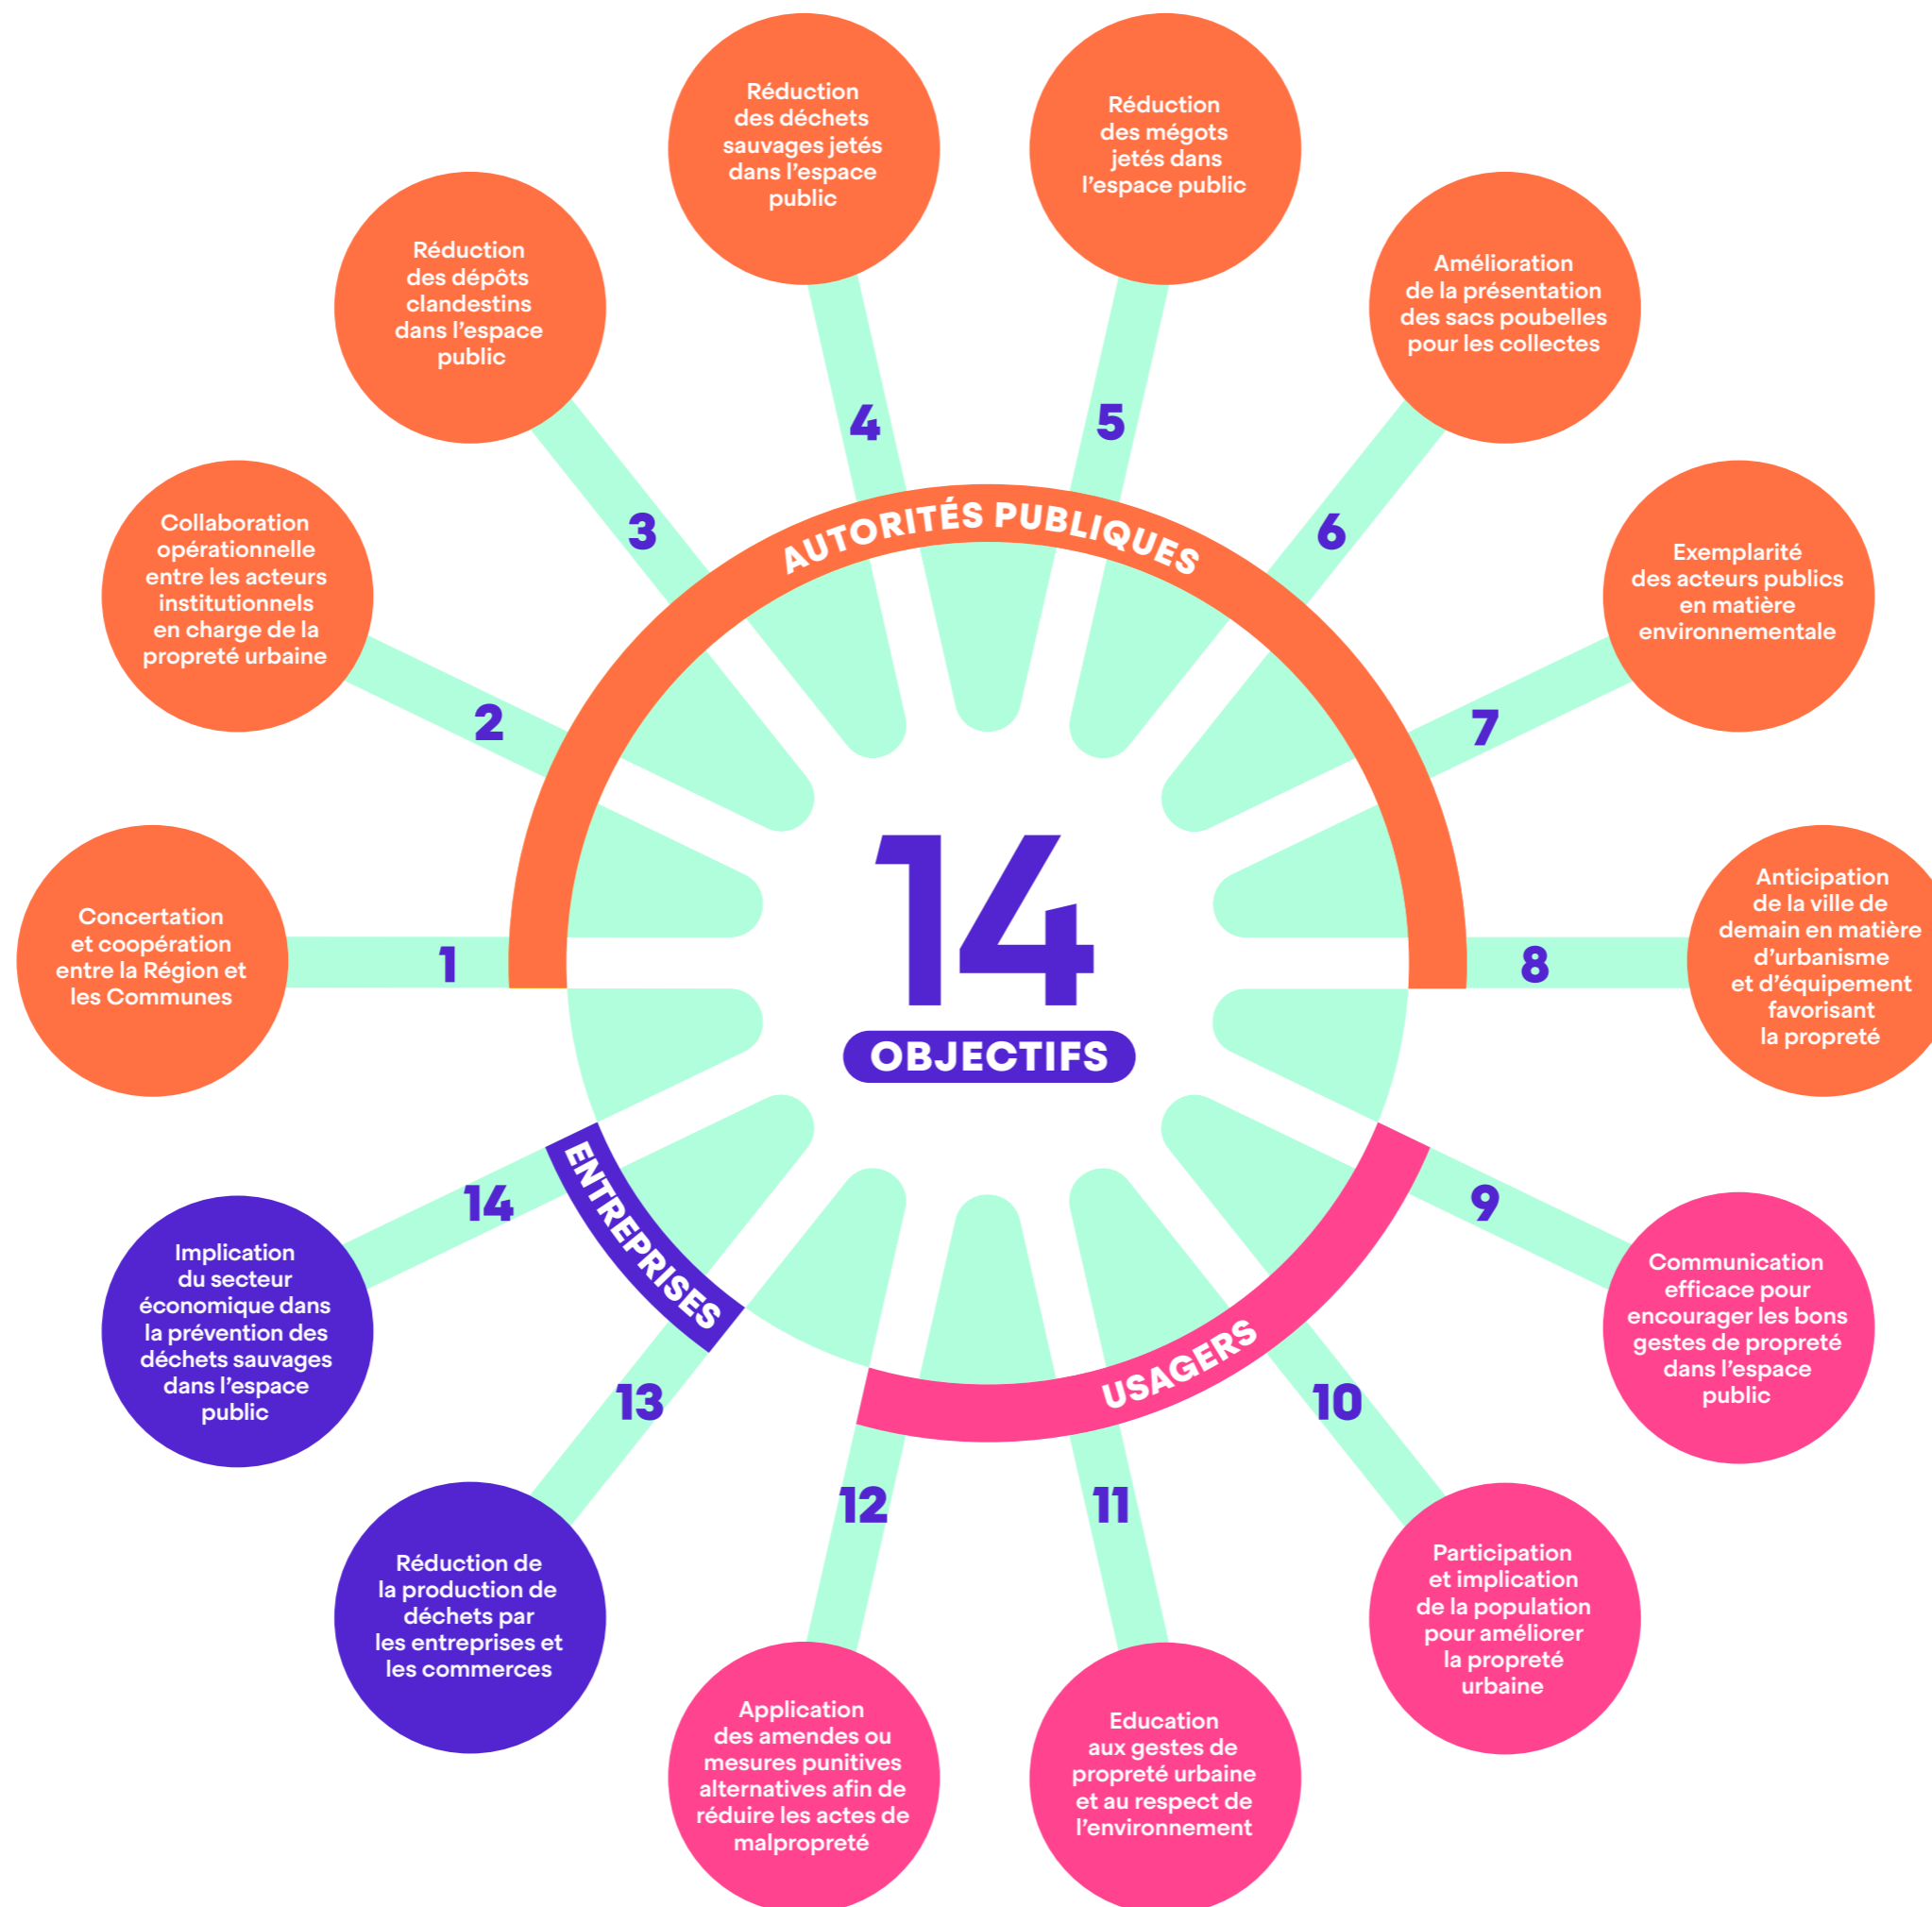 14
OBJECTIFS
AUTORITÉS PUBLIQUES
1
Concertation
et coopération
entre la Région et
les Communes
2
Collaboration
opérationnelle
entre les acteurs
institutionnels
en charge de la
propreté urbaine
3
Réduction
des dépôts
clandestins
dans l'espace
public
4
Réduction
des déchets
sauvages jetés
dans l'espace
public
5
Réduction
des mégots
jetés dans
l'espace public
6
Amélioration
de la présentation
des sacs poubelles
pour les collectes
7
Exemplarité
des acteurs publics
en matière
environnementale
8
Anticipation
de la ville de
demain en matière
d'urbanisme
et d'équipement
favorisant
la propreté
USAGERS
9
Communication
efficace pour
encourager les bons
gestes de propreté
dans l'espace
public
10
Participation
et implication
de la population
pour améliorer
la propreté
urbaine
11
Education
aux gestes de
propreté urbaine
et au respect de
l'environnement
12
Application
des amendes ou
mesures punitives
alternatives afin de
réduire les actes de
malpropreté
ENTREPRISES
13
Réduction de
la production de
déchets par
les entreprises et
les commerces
14
Implication
du secteur
économique dans
la prévention des
déchets sauvages
dans l'espace
public